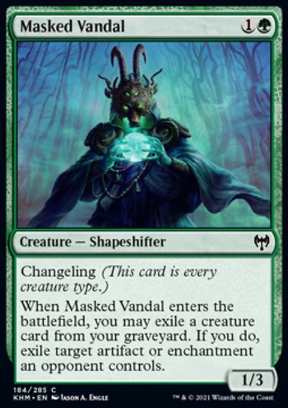 Masked Vandal 1
Creature — Shapeshifter
Changeling (This card is every
creature type.)
When Masked Vandal enters the
battlefield, you may exile a creature
card from your graveyard. If you do,
exile target artifact or enchantment
an opponent controls.
1/3
184/285 C
KHM • EN JASON A. ENGLE
™ & © 2021 Wizards of the Coast